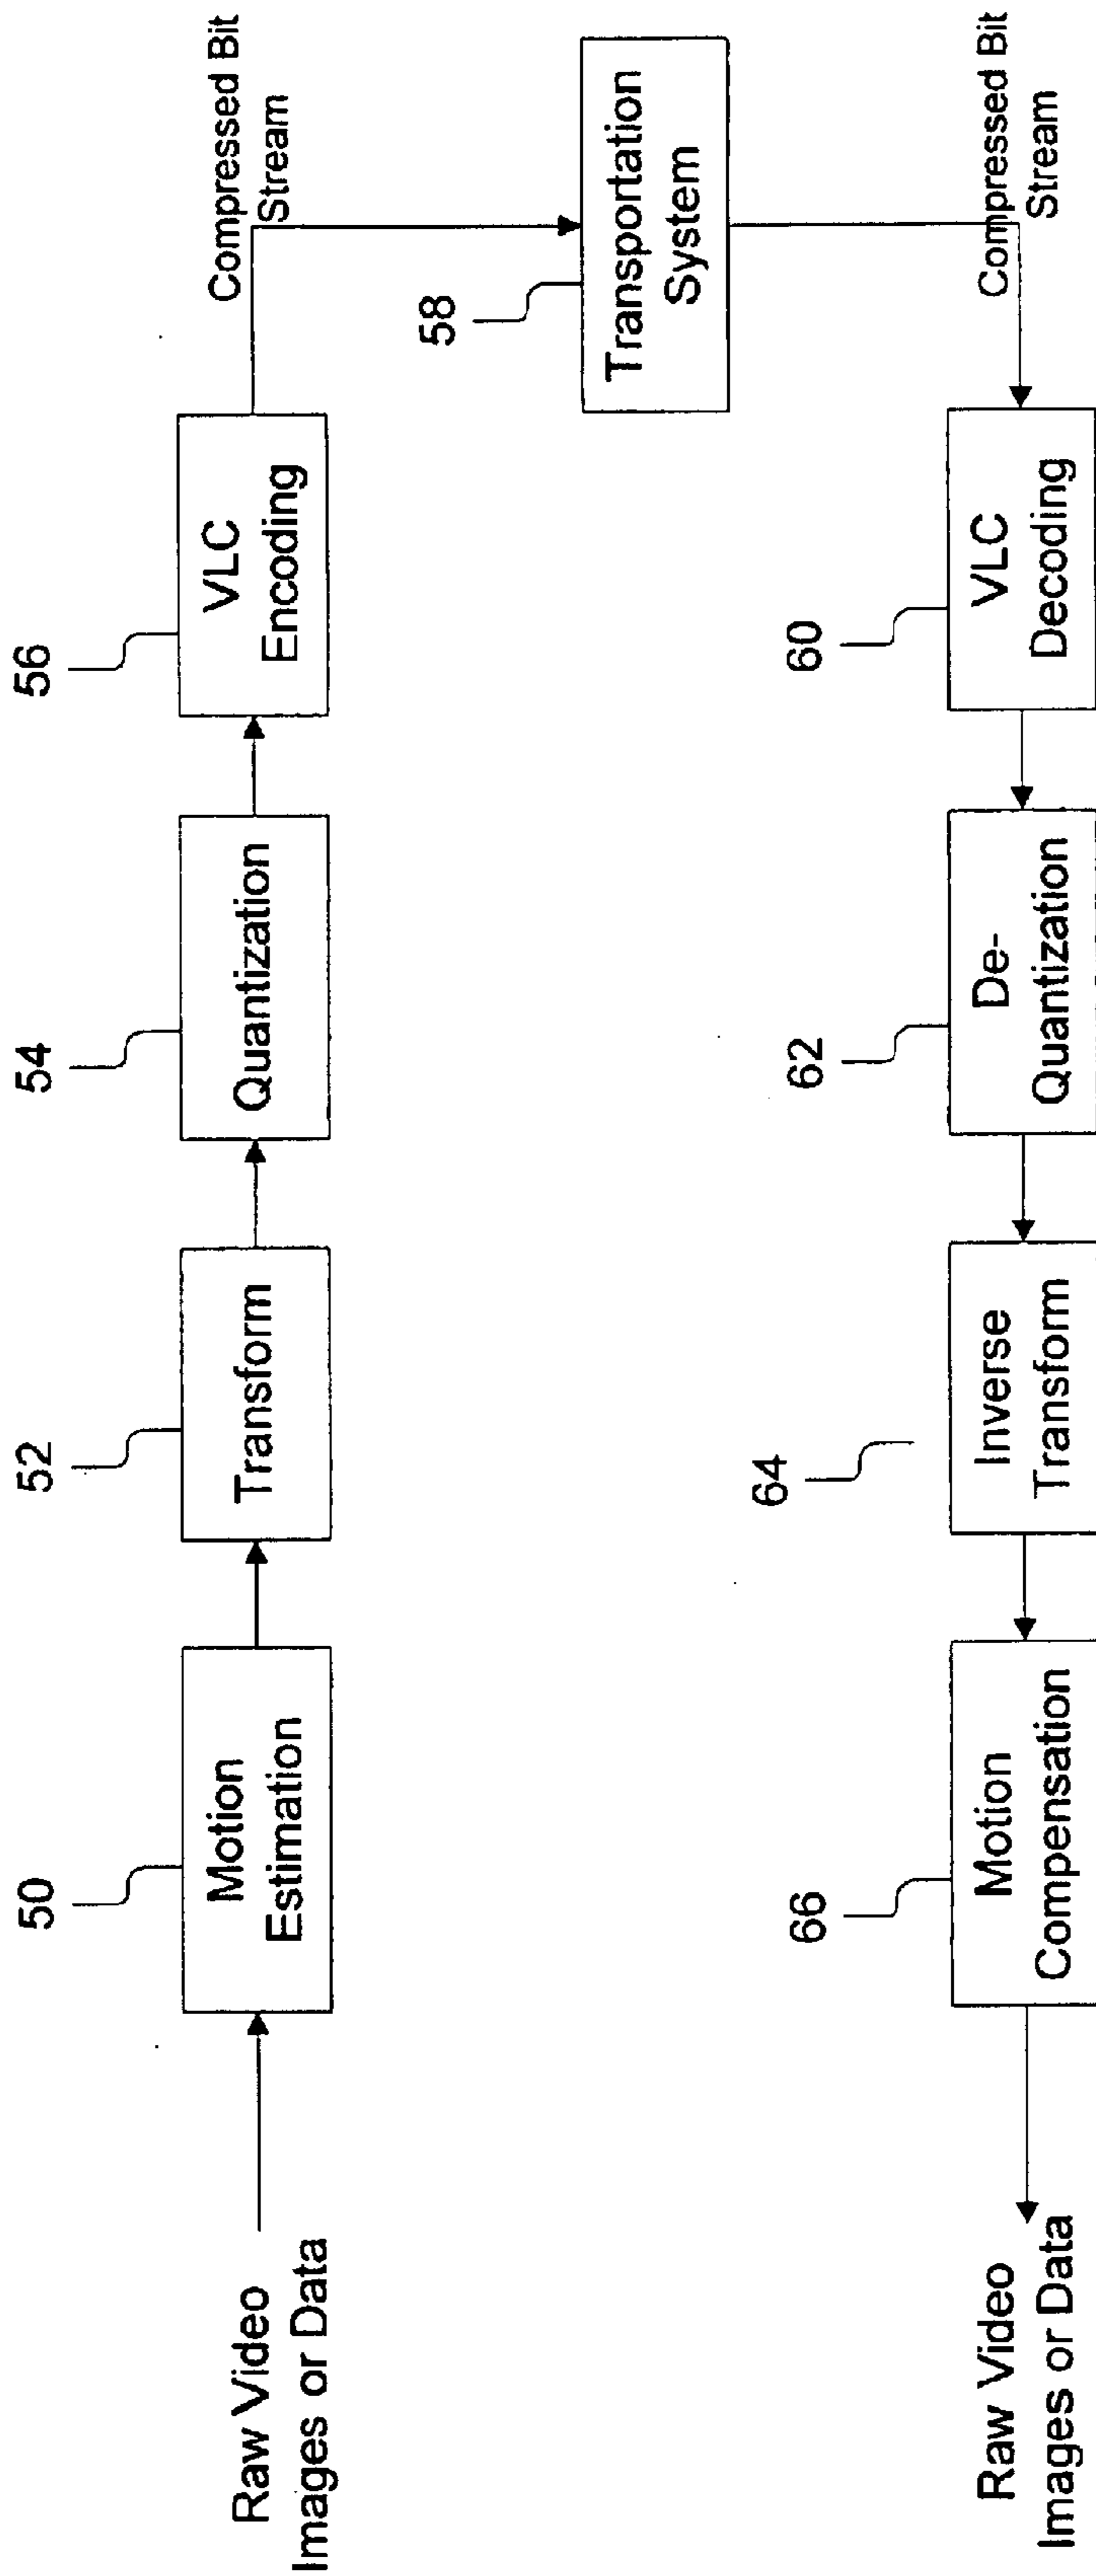 Raw Video
Images or Data
50
Motion
Estimation
52
Transform
54
Quantization
56
VLC
Encoding
Compressed Bit
Stream
58
Transportation
System
Compressed Bit
Stream
60
VLC
Decoding
62
De-
Quantization
64
Inverse
Transform
66
Motion
Compensation
Raw Video
Images or Data